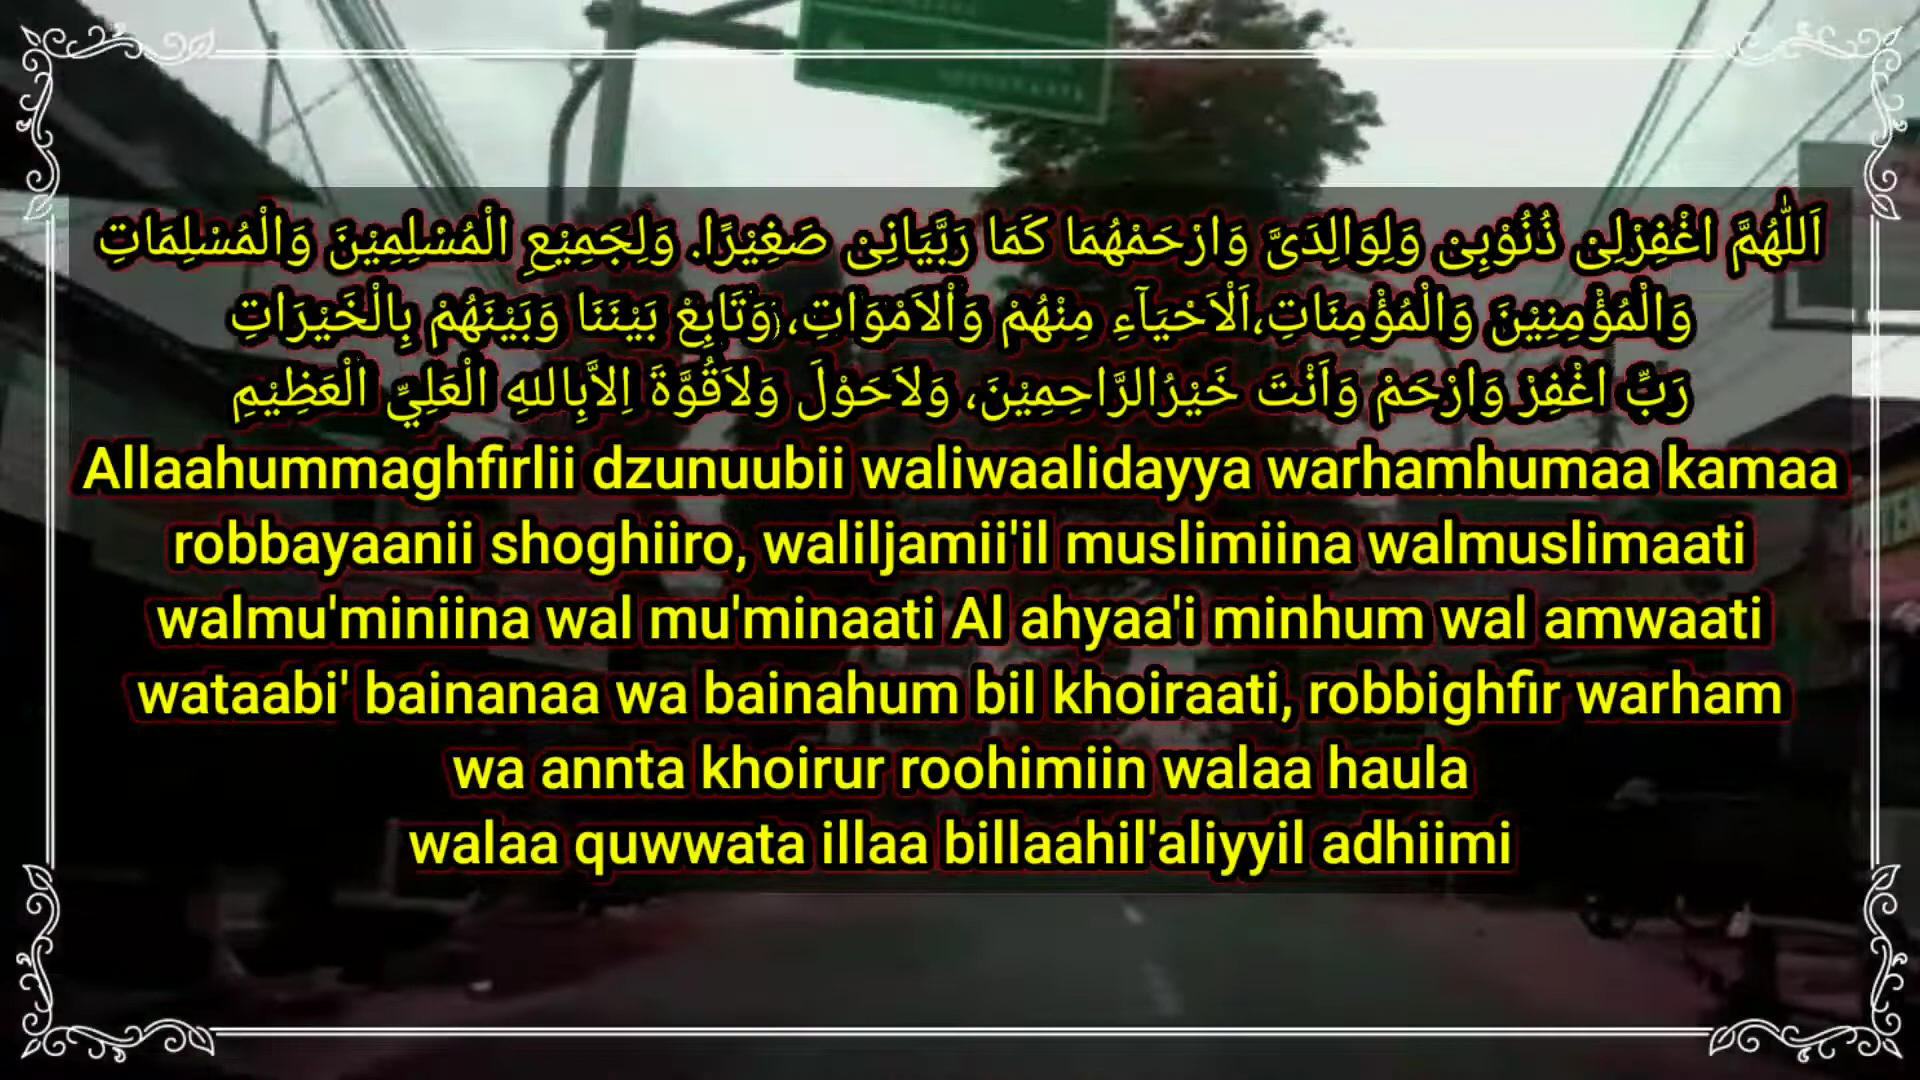 اَللّٰهُمَّ اغْفِرْلِيْ ذُنُوْبِيْ وَلِوَالِدَيَّ وَارْحَمْهُمَا كَمَا رَبَّيَانِيْ صَغِيْرًا. وَلِجَمِيْعِ الْمُسْلِمِيْنَ وَالْمُسْلِمَاتِ
وَالْمُؤْمِنِيْنَ وَالْمُؤْمِنَاتِ،اَلْاَحْيَآءِ مِنْهُمْ وَاْلاَمْوَاتِ، وَتَابِعْ بَيْنَنَا وَبَيْنَهُمْ بِالْخَيْرَاتِ
رَبِّ اغْفِرْ وَارْحَمْ وَاَنْتَ خَيْرُالرَّاحِمِيْنَ، وَلاَحَوْلَ وَلاَقُوَّةَ اِلاَّبِاللهِ الْعَلِيِّ الْعَظِيْمِ
Allaahummaghfirlii dzunuubii waliwaalidayya warhamhumaa kamaa
robbayaanii shoghiiro, waliljamii'il muslimiina walmuslimaati
walmu'miniina wal mu'minaati Al ahyaa'i minhum wal amwaati
wataabi' bainanaa wa bainahum bil khoiraati, robbighfir warham
wa annta khoirur roohimiin walaa haula
walaa quwwata illaa billaahil'aliyyil adhiimi